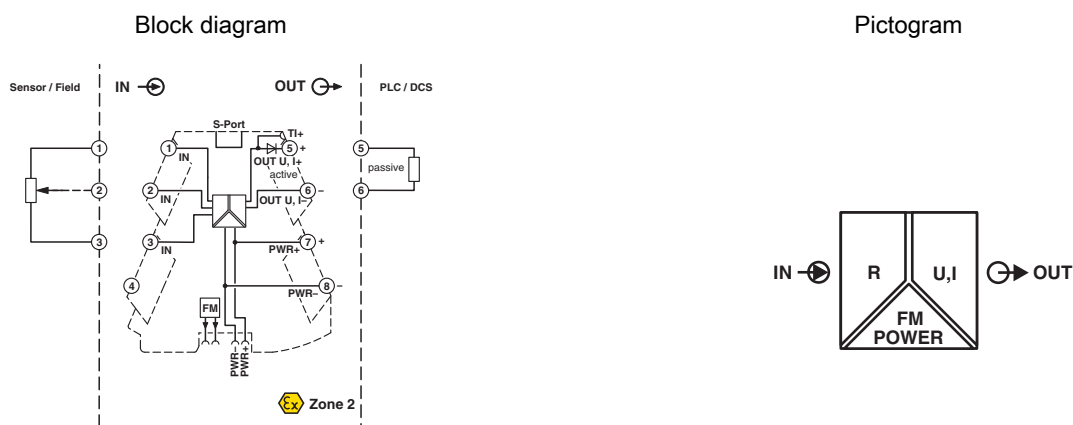 Block diagram
Pictogram
Sensor / Field
IN
OUT
PLC / DCS
S-Port
TI+
1
1
IN
5
+
OUT U, I+
active
5
passive
2
2
IN
6
–
OUT U, I–
6
3
3
IN
7
+
PWR+
4
8
–
PWR–
FM
PWR–
PWR+
Ex Zone 2
IN
R
U,I
OUT
FM
POWER